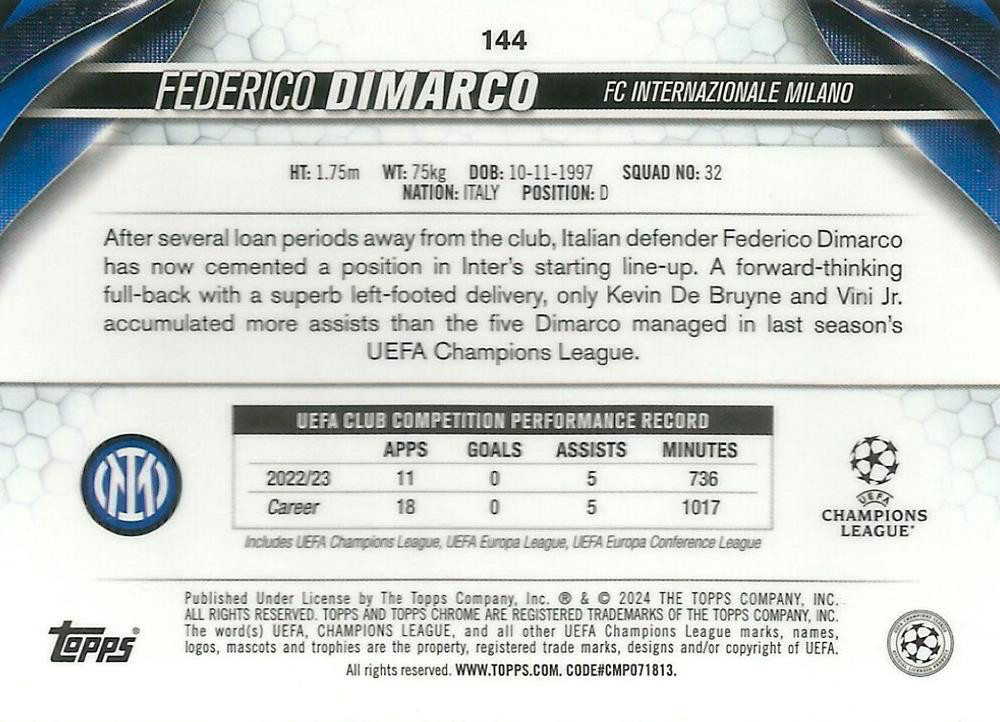 144
FEDERICO DIMARCO FC INTERNAZIONALE MILANO
HT: 1.75m WT: 75kg DOB: 10-11-1997 SQUAD NO: 32
NATION: ITALY POSITION: D
After several loan periods away from the club, Italian defender Federico Dimarco
has now cemented a position in Inter's starting line-up. A forward-thinking
full-back with a superb left-footed delivery, only Kevin De Bruyne and Vini Jr.
accumulated more assists than the five Dimarco managed in last season's
UEFA Champions League.
UEFA CLUB COMPETITION PERFORMANCE RECORD
APPS GOALS ASSISTS MINUTES
2022/23 11 0 5 736
Career 18 0 5 1017
Includes UEFA Champions League, UEFA Europa League, UEFA Europa Conference League
UEFA
CHAMPIONS
LEAGUE
Published Under License by The Topps Company, Inc. ® & © 2024 THE TOPPS COMPANY, INC.
ALL RIGHTS RESERVED. TOPPS AND TOPPS CHROME ARE REGISTERED TRADEMARKS OF THE TOPPS COMPANY, INC.
The word(s) UEFA, CHAMPIONS LEAGUE, and all other UEFA Champions League marks, names,
logos, mascots and trophies are the property, registered trade marks, designs and/or copyright of UEFA.
All rights reserved. WWW.TOPPS.COM. CODE#CMP071813.
topps®